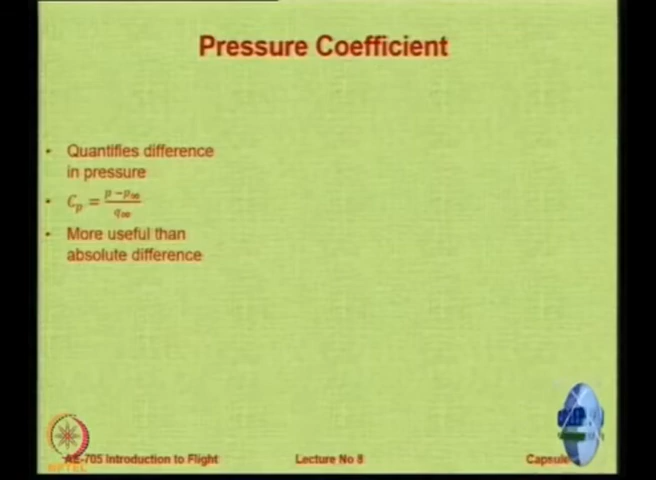 Pressure Coefficient
• Quantifies difference
in pressure
• Cₚ = (p − p∞) / q∞
• More useful than
absolute difference
NPTEL
AE-705 Introduction to Flight
Lecture No 8
Capsule